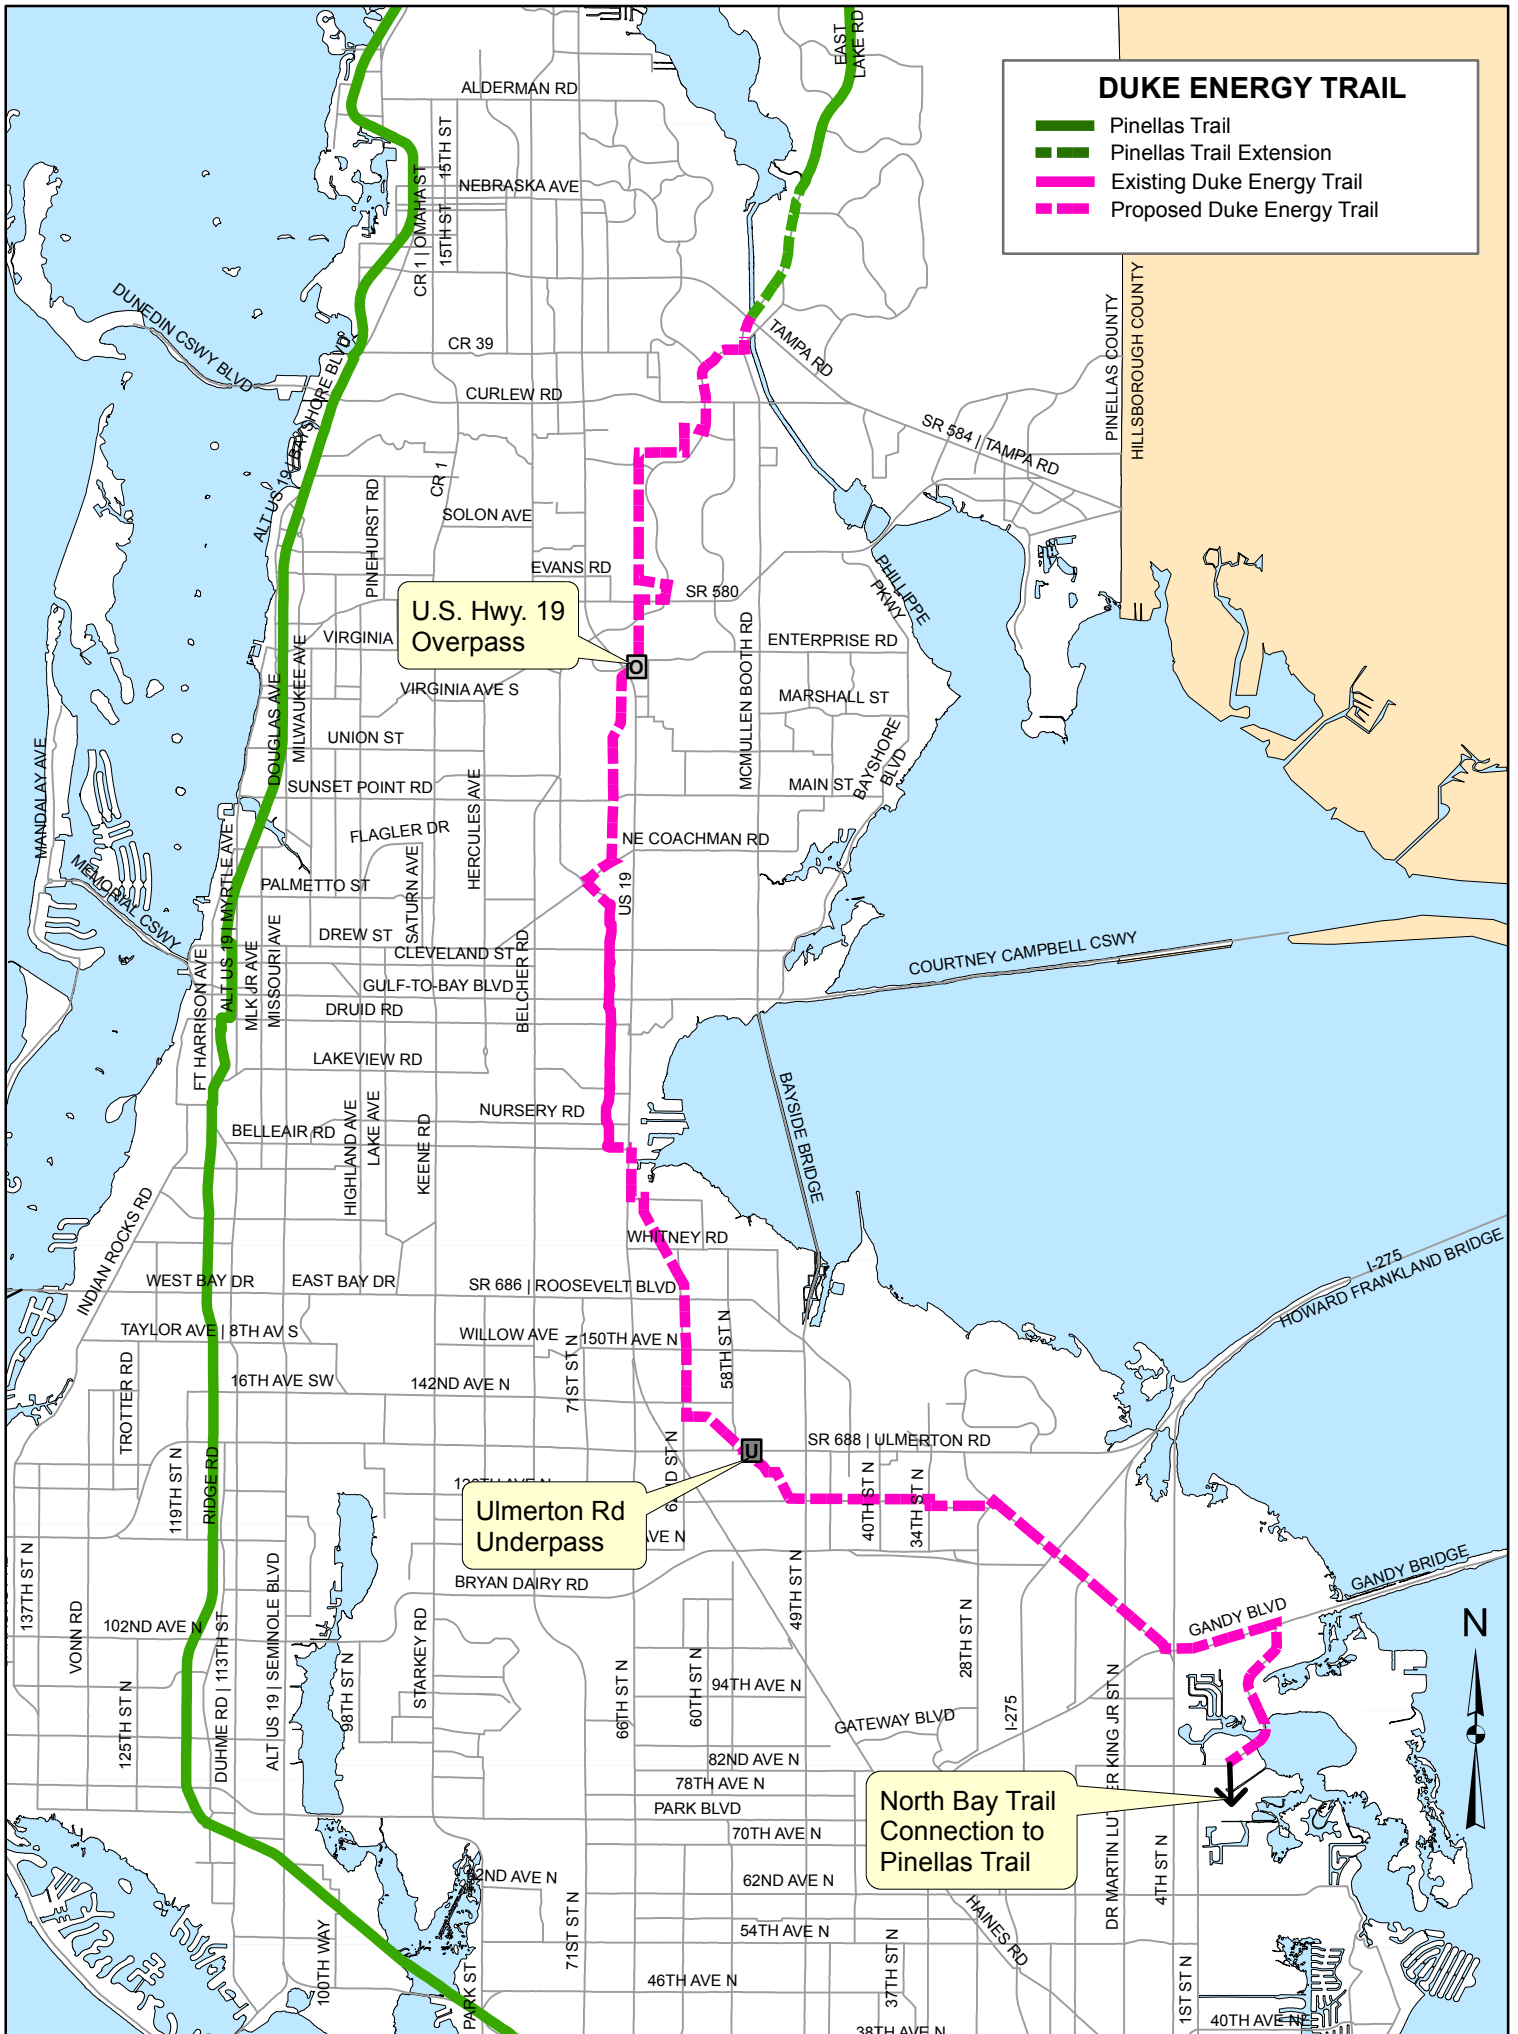 EAST
LAKE RD
DUKE ENERGY TRAIL
Pinellas Trail
Pinellas Trail Extension
Existing Duke Energy Trail
Proposed Duke Energy Trail
ALDERMAN RD
15TH ST
NEBRASKA AVE
CR 1 | OMAHA ST
15TH ST
DUNEDIN CSWY BLVD
CR 39
TAMPA RD
PINELLAS COUNTY
HILLSBOROUGH COUNTY
ALT US 19 | BAYSHORE BLVD
CURLEW RD
SR 584 | TAMPA RD
CR 1
PINEHURST RD
SOLON AVE
EVANS RD
SR 580
PHILLIPPE
PKWY
U.S. Hwy. 19
Overpass
O
VIRGINIA
ENTERPRISE RD
MCMULLEN BOOTH RD
MILWAUKEE AVE
DOUGLAS AVE
VIRGINIA AVE S
MARSHALL ST
UNION ST
BAYSHORE
BLVD
MANDALAY AVE
SUNSET POINT RD
HERCULES AVE
MAIN ST
FLAGLER DR
NE COACHMAN RD
MEMORIAL CSWY
ALT US 19 | MYRTLE AVE
PALMETTO ST
SATURN AVE
US 19
DREW ST
CLEVELAND ST
BELCHER RD
COURTNEY CAMPBELL CSWY
FT HARRISON AVE
MLK JR AVE
MISSOURI AVE
GULF-TO-BAY BLVD
DRUID RD
LAKEVIEW RD
BAYSIDE BRIDGE
NURSERY RD
BELLEAIR RD
HIGHLAND AVE
LAKE AVE
KEENE RD
INDIAN ROCKS RD
WHITNEY RD
I-275
HOWARD FRANKLAND BRIDGE
WEST BAY DR
EAST BAY DR
SR 686 | ROOSEVELT BLVD
TAYLOR AVE | 8TH AV S
WILLOW AVE
150TH AVE N
58TH ST N
71ST ST N
TROTTER RD
16TH AVE SW
142ND AVE N
SR 688 | ULMERTON RD
U
119TH ST N
RIDGE RD
40TH ST N
34TH ST N
Ulmerton Rd
Underpass
AVE N
137TH ST N
ALT US 19 | SEMINOLE BLVD
BRYAN DAIRY RD
49TH ST N
GANDY BRIDGE
VONN RD
102ND AVE N
DUHME RD | 113TH ST
98TH ST N
STARKEY RD
66TH ST N
60TH ST N
94TH AVE N
28TH ST N
GANDY BLVD
N
125TH ST N
GATEWAY BLVD
I-275
82ND AVE N
78TH AVE N
PARK BLVD
70TH AVE N
North Bay Trail
Connection to
Pinellas Trail
4TH ST N
62ND AVE N
54TH AVE N
HAINES RD
100TH WAY
PARK ST
71ST ST N
46TH AVE N
37TH ST N
1ST ST N
40TH AVE N
38TH AVE N